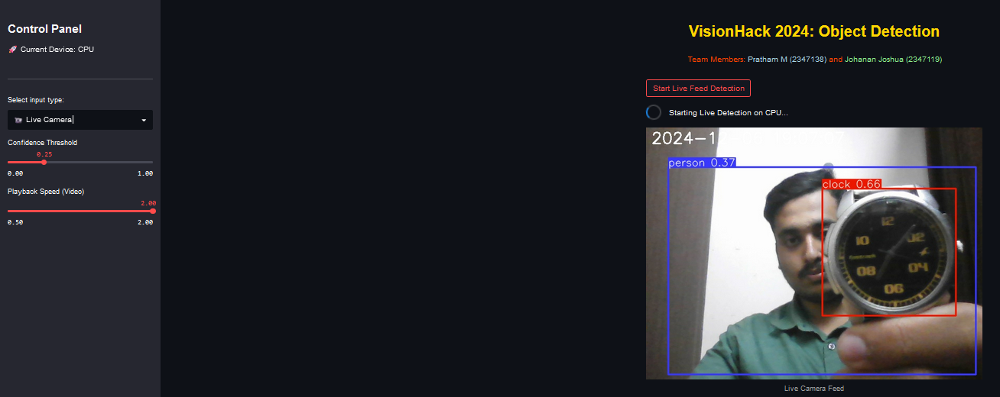 Control Panel
Current Device: CPU
Select input type:
Live Camera
Confidence Threshold
0.25
0.00 1.00
Playback Speed (Video)
2.00
0.50 2.00
VisionHack 2024: Object Detection
Team Members: Pratham M (2347138) and Johanan Joshua (2347119)
Start Live Feed Detection
Starting Live Detection on CPU...
2024-1
person 0.37
clock 0.66
12
10 02
fastrack
08 04
06
Live Camera Feed